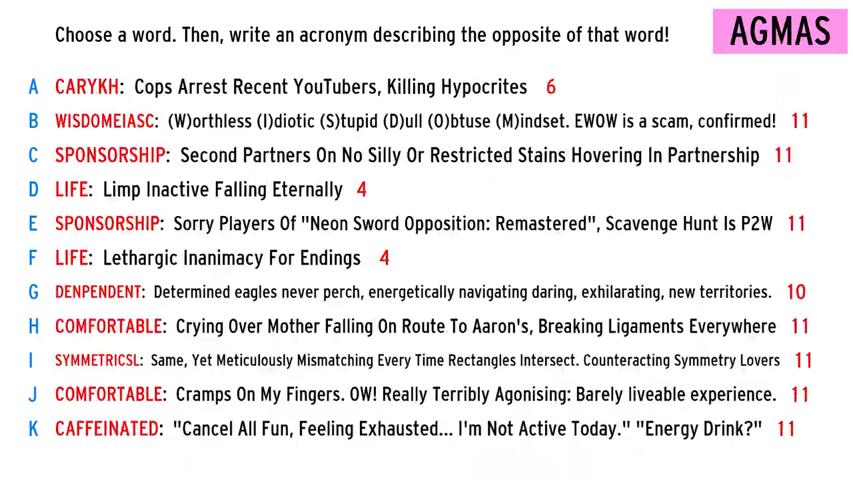 Choose a word. Then, write an acronym describing the opposite of that word!
AGMAS
A CARYKH: Cops Arrest Recent YouTubers, Killing Hypocrites 6
B WISDOMEIASC: (W)orthless (I)diotic (S)tupid (D)ull (O)btuse (M)indset. EWOW is a scam, confirmed! 11
C SPONSORSHIP: Second Partners On No Silly Or Restricted Stains Hovering In Partnership 11
D LIFE: Limp Inactive Falling Eternally 4
E SPONSORSHIP: Sorry Players Of "Neon Sword Opposition: Remastered", Scavenge Hunt Is P2W 11
F LIFE: Lethargic Inanimacy For Endings 4
G DENPENDENT: Determined eagles never perch, energetically navigating daring, exhilarating, new territories. 10
H COMFORTABLE: Crying Over Mother Falling On Route To Aaron's, Breaking Ligaments Everywhere 11
I SYMMETRICSL: Same, Yet Meticulously Mismatching Every Time Rectangles Intersect. Counteracting Symmetry Lovers 11
J COMFORTABLE: Cramps On My Fingers. OW! Really Terribly Agonising: Barely liveable experience. 11
K CAFFEINATED: "Cancel All Fun, Feeling Exhausted... I'm Not Active Today." "Energy Drink?" 11